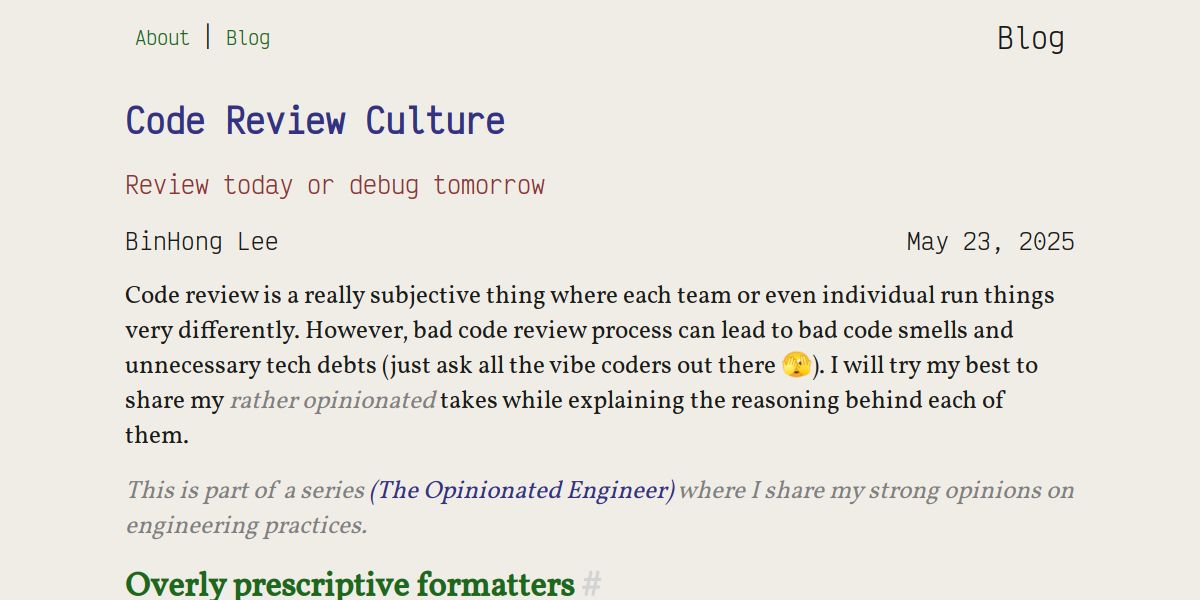 About | Blog
Blog
Code Review Culture
Review today or debug tomorrow
BinHong Lee
May 23, 2025
Code review is a really subjective thing where each team or even individual run things
very differently. However, bad code review process can lead to bad code smells and
unnecessary tech debts (just ask all the vibe coders out there 🫣). I will try my best to
share my rather opinionated takes while explaining the reasoning behind each of
them.
This is part of a series (The Opinionated Engineer) where I share my strong opinions on
engineering practices.
Overly prescriptive formatters #